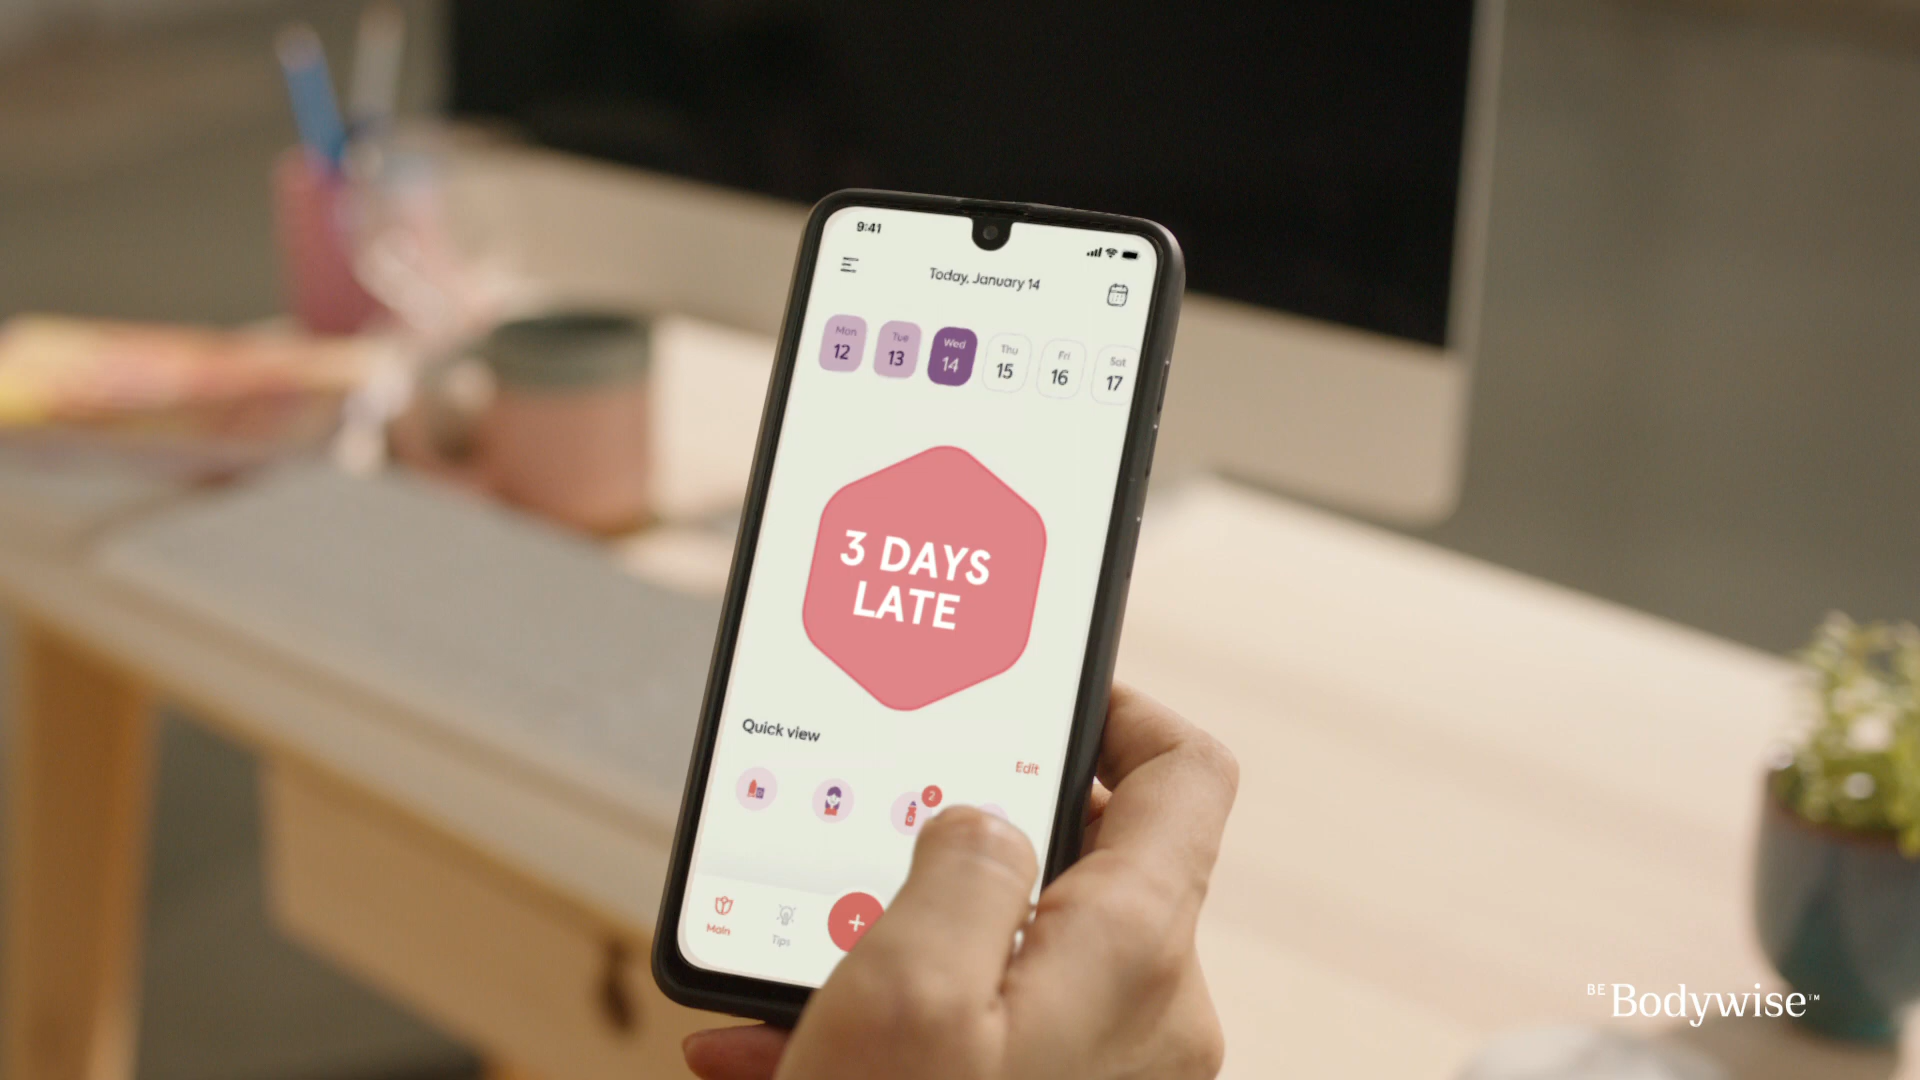 9:41
Today, January 14
Mon Tue Wed Thu Fri Sat
12 13 14 15 16 17
3 DAYS
LATE
Quick view
Edit
2
Main
Tips
+
BE Bodywise™